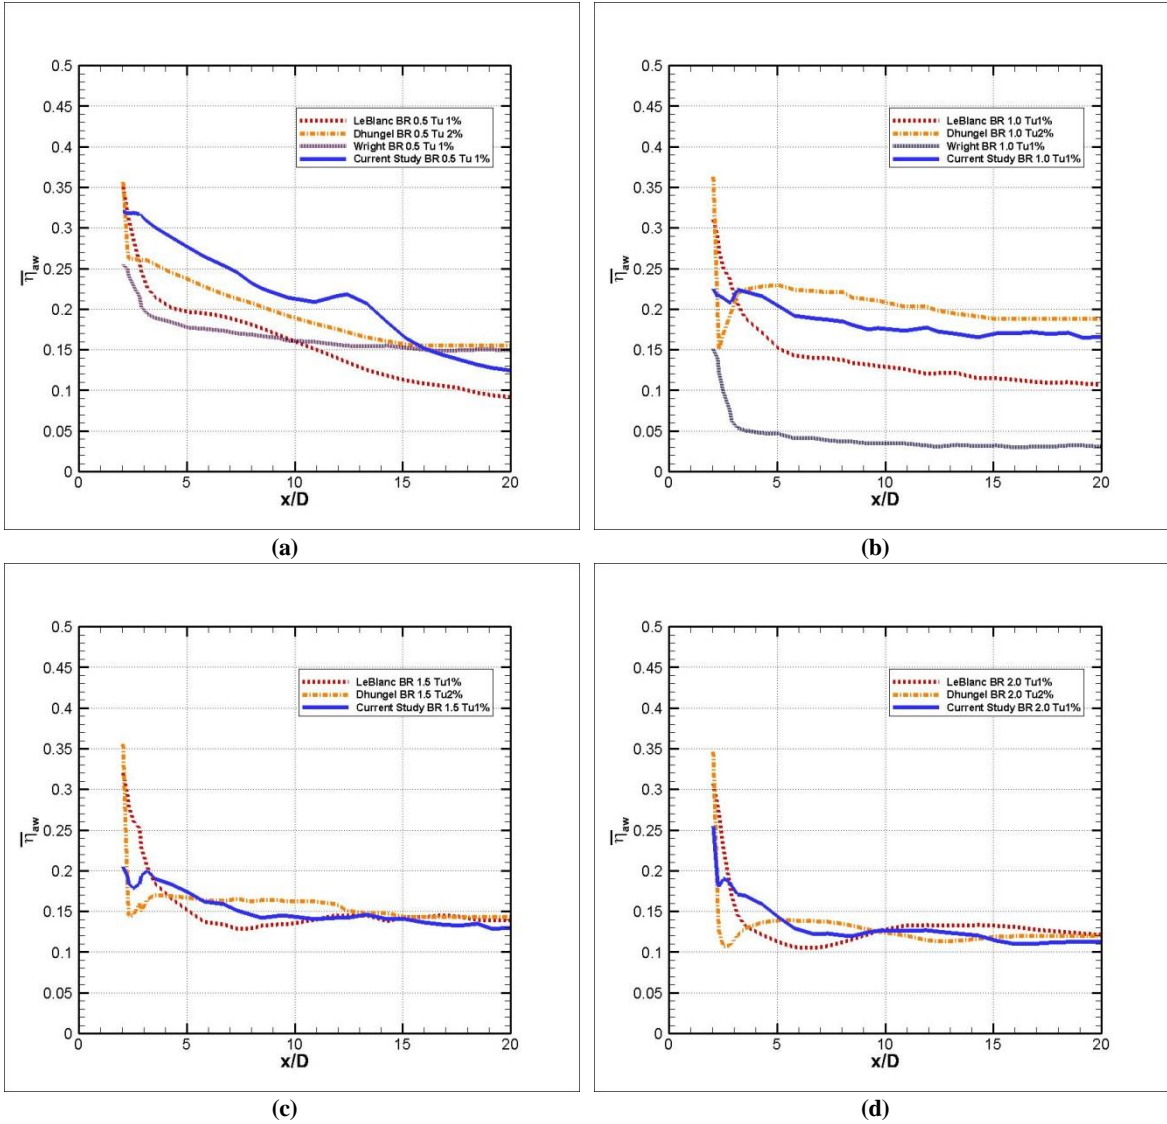 0.5
0.45
0.4
0.35
0.3
0.25
0.2
0.15
0.1
0.05
0
η̅aw
LeBlanc BR 0.5 Tu 1%
Dhungel BR 0.5 Tu 2%
Wright BR 0.5 Tu 1%
Current Study BR 0.5 Tu 1%
0 5 10 15 20
x/D
(a)
0.5
0.45
0.4
0.35
0.3
0.25
0.2
0.15
0.1
0.05
0
η̅aw
LeBlanc BR 1.0 Tu1%
Dhungel BR 1.0 Tu2%
Wright BR 1.0 Tu1%
Current Study BR 1.0 Tu1%
0 5 10 15 20
x/D
(b)
0.5
0.45
0.4
0.35
0.3
0.25
0.2
0.15
0.1
0.05
0
η̅aw
LeBlanc BR 1.5 Tu1%
Dhungel BR 1.5 Tu2%
Current Study BR 1.5 Tu1%
0 5 10 15 20
x/D
(c)
0.5
0.45
0.4
0.35
0.3
0.25
0.2
0.15
0.1
0.05
0
η̅aw
LeBlanc BR 2.0 Tu1%
Dhungel BR 2.0 Tu2%
Current Study BR 2.0 Tu1%
0 5 10 15 20
x/D
(d)